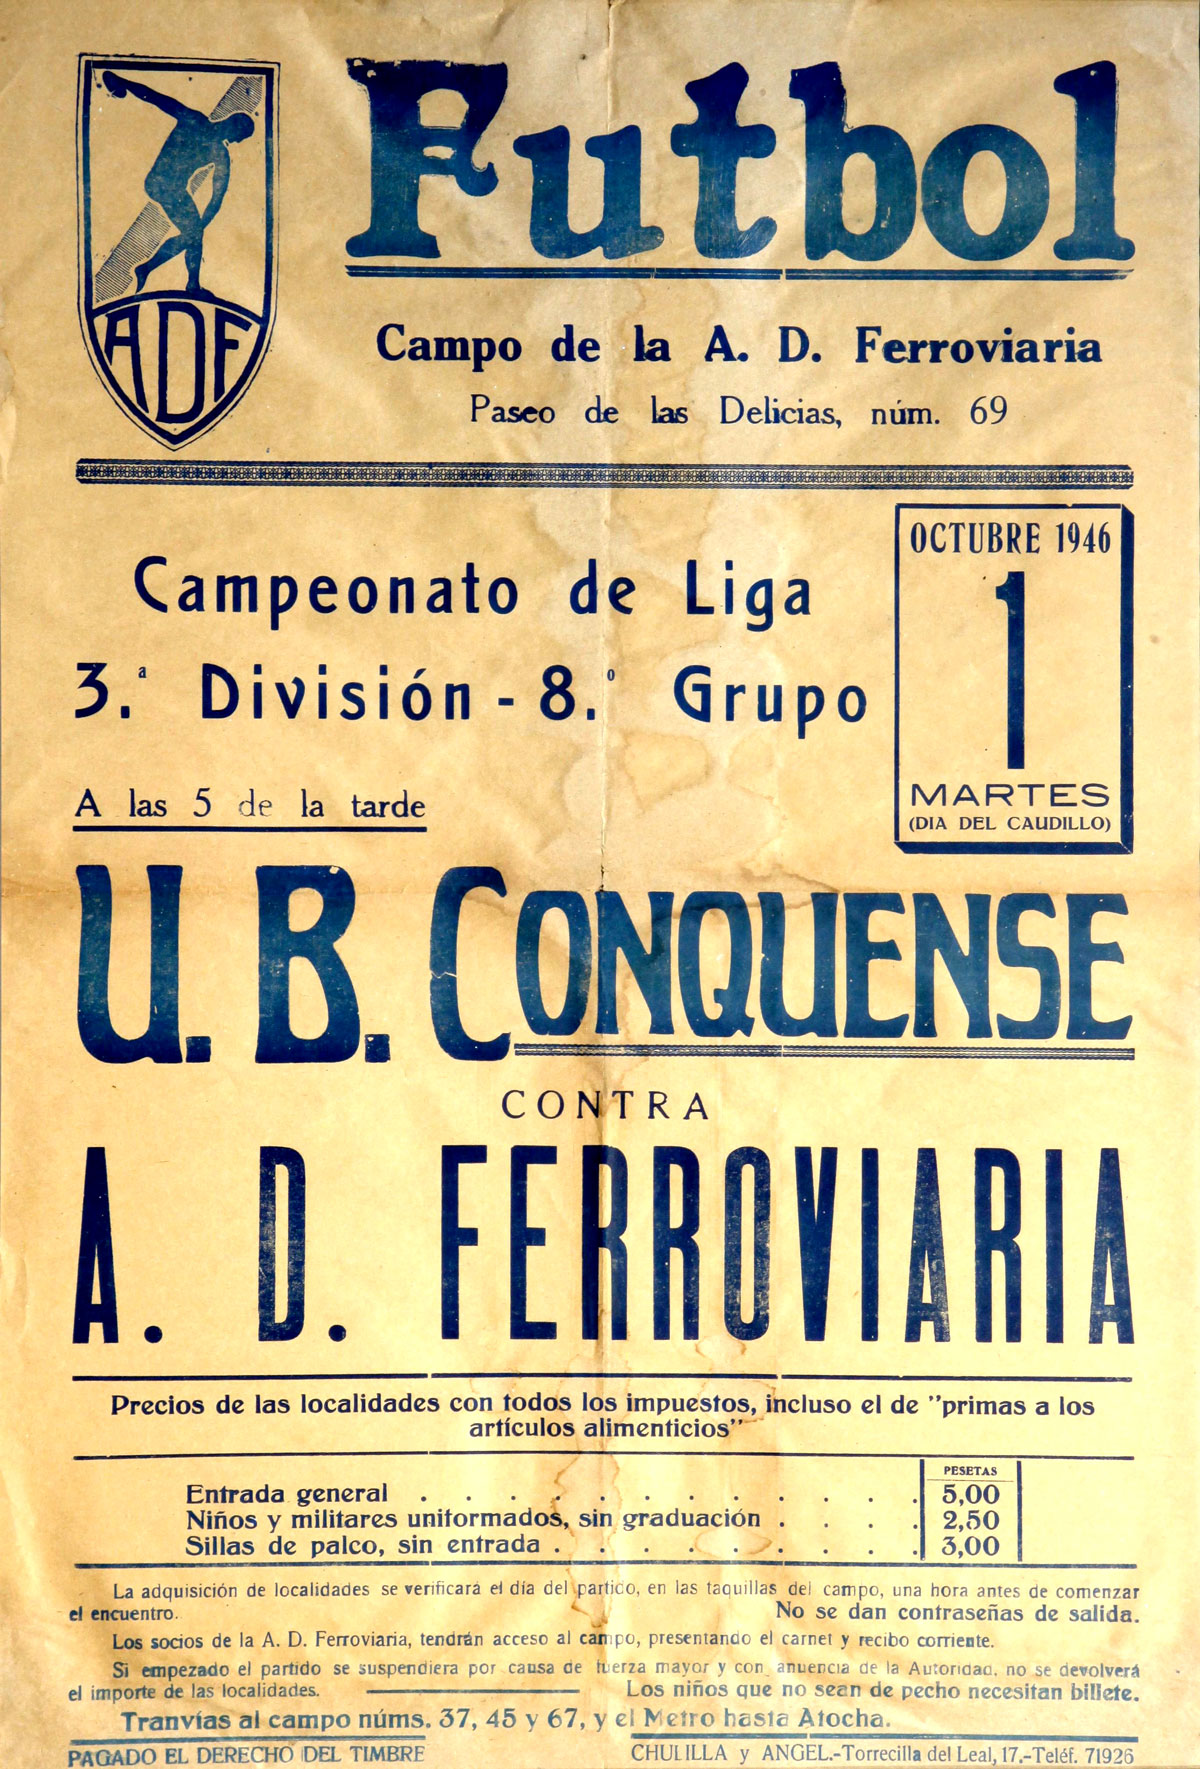 ADF
Futbol
Campo de la A. D. Ferroviaria
Paseo de las Delicias, núm. 69
OCTUBRE 1946
1
MARTES
(DIA DEL CAUDILLO)
Campeonato de Liga
3.ª División - 8.º Grupo
A las 5 de la tarde
U. B. CONQUENSE
CONTRA
A. D. FERROVIARIA
Precios de las localidades con todos los impuestos, incluso el de "primas a los
artículos alimenticios"
PESETAS
Entrada general . . . . . . . . . . . . 5,00
Niños y militares uniformados, sin graduación . . . . 2,50
Sillas de palco, sin entrada . . . . . . . . . 3,00
La adquisición de localidades se verificará el día del partido, en las taquillas del campo, una hora antes de comenzar
el encuentro. No se dan contraseñas de salida.
Los socios de la A. D. Ferroviaria, tendrán acceso al campo, presentando el carnet y recibo corriente.
Si empezado el partido se suspendiera por causa de fuerza mayor y con anuencia de la Autoridad, no se devolverá
el importe de las localidades. Los niños que no sean de pecho necesitan billete.
Tranvías al campo núms. 37, 45 y 67, y el Metro hasta Atocha.
PAGADO EL DERECHO DEL TIMBRE
CHULILLA y ANGEL.-Torrecilla del Leal, 17.-Teléf. 71926